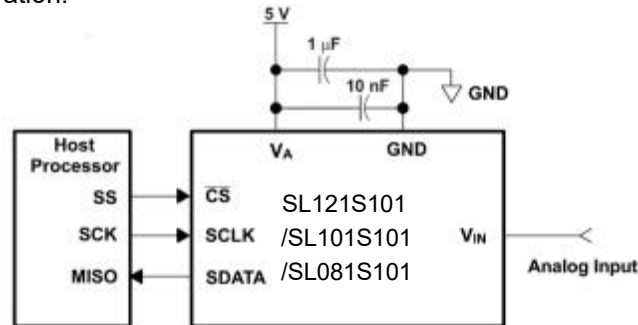 ation.
5 V
1 µF
10 nF
GND
Host
Processor
VA
GND
SS
CS
SL121S101
SCK
SCLK
/SL101S101
VIN
MISO
SDATA
/SL081S101
Analog Input